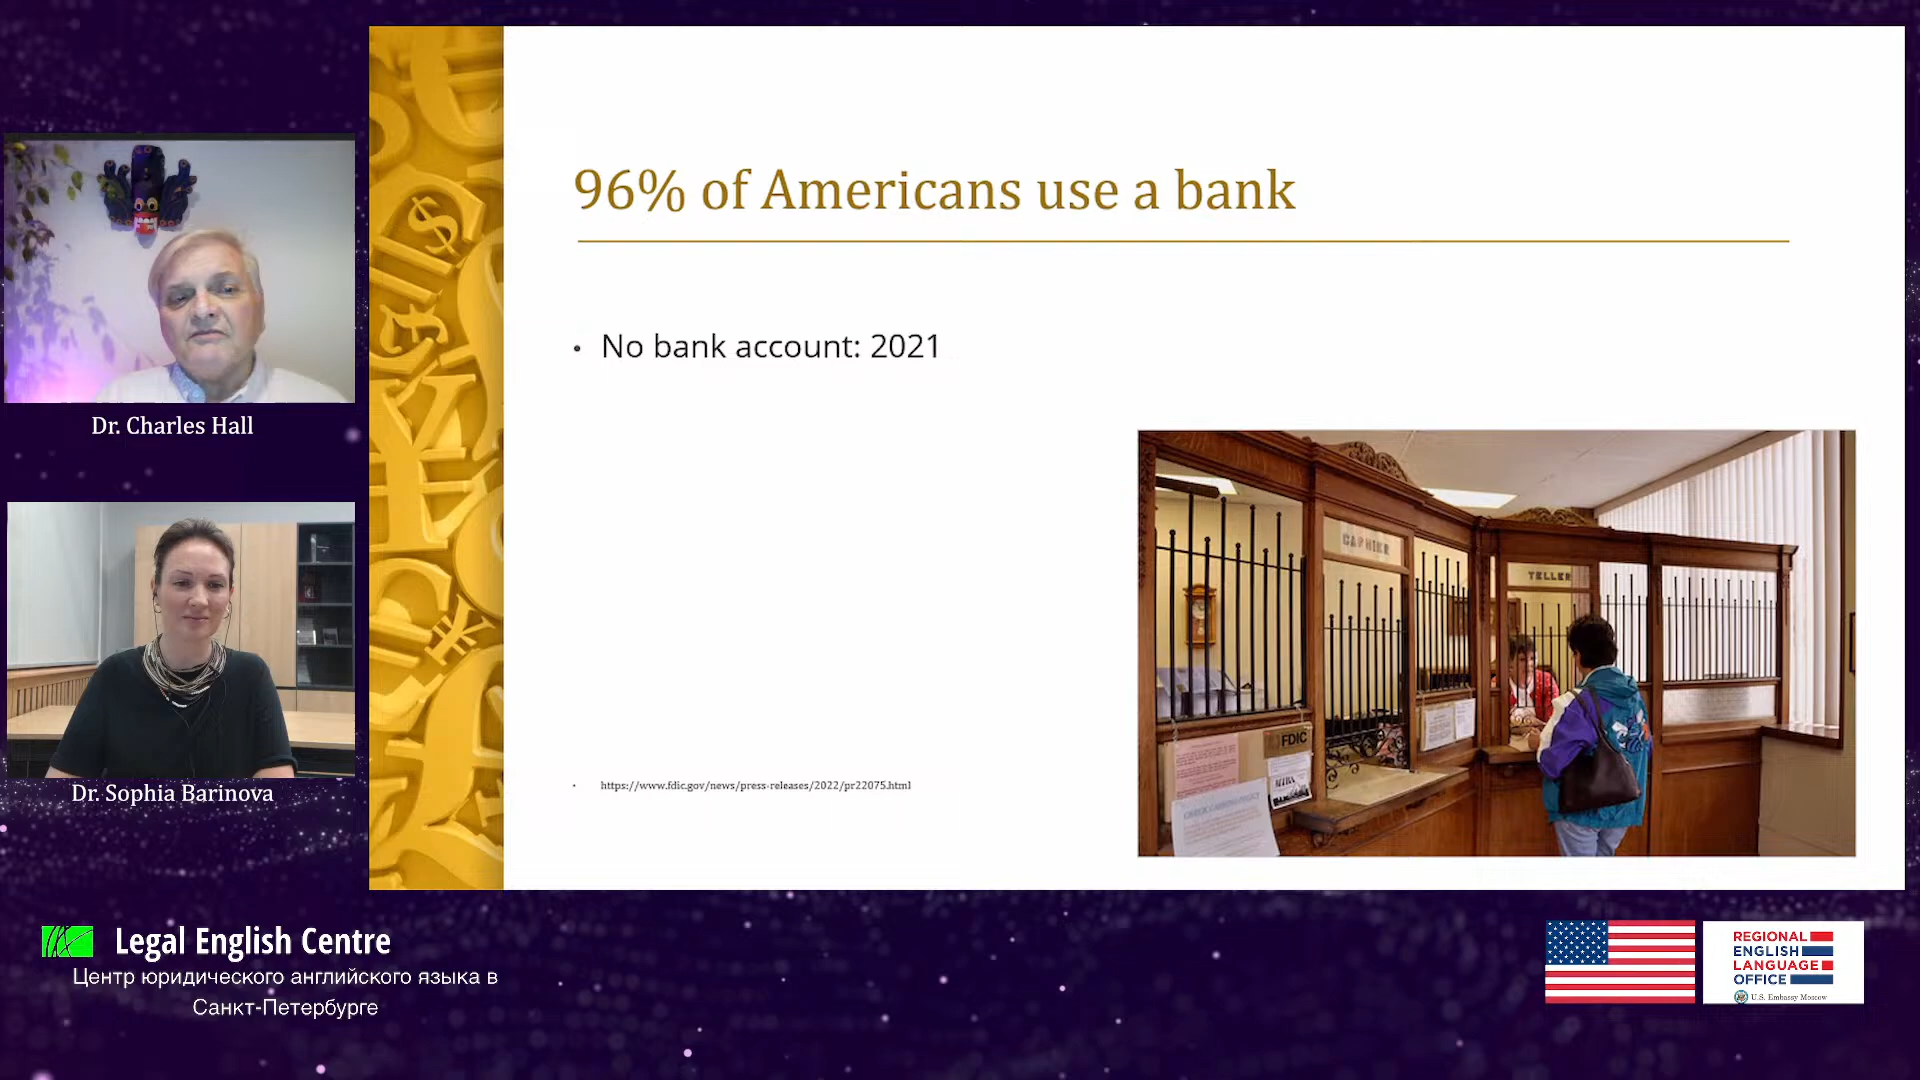 96% of Americans use a bank
• No bank account: 2021
CASHIER
TELLER
FDIC
• https://www.fdic.gov/news/press-releases/2022/pr22075.html
Dr. Charles Hall
Dr. Sophia Barinova
Legal English Centre
Центр юридического английского языка в
Санкт-Петербурге
REGIONAL
ENGLISH
LANGUAGE
OFFICE
U.S. Embassy Moscow